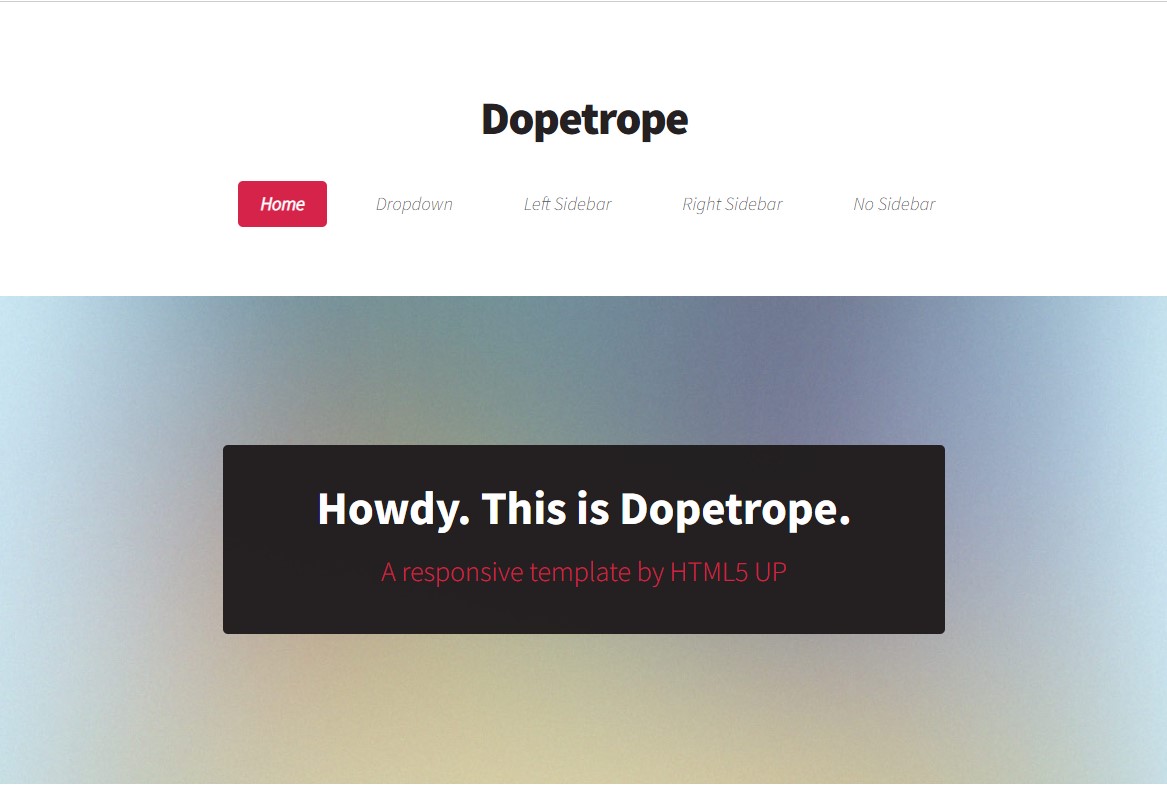 Dopetrope
Home Dropdown Left Sidebar Right Sidebar No Sidebar
Howdy. This is Dopetrope.
A responsive template by HTML5 UP